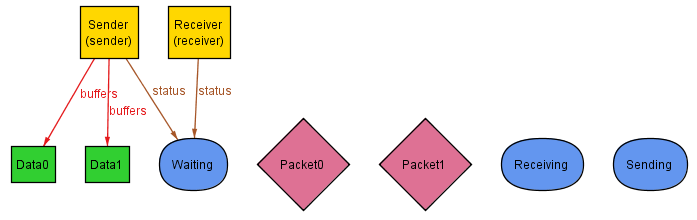 Sender
(sender)
Receiver
(receiver)
buffers
buffers
status
status
Data0
Data1
Waiting
Packet0
Packet1
Receiving
Sending